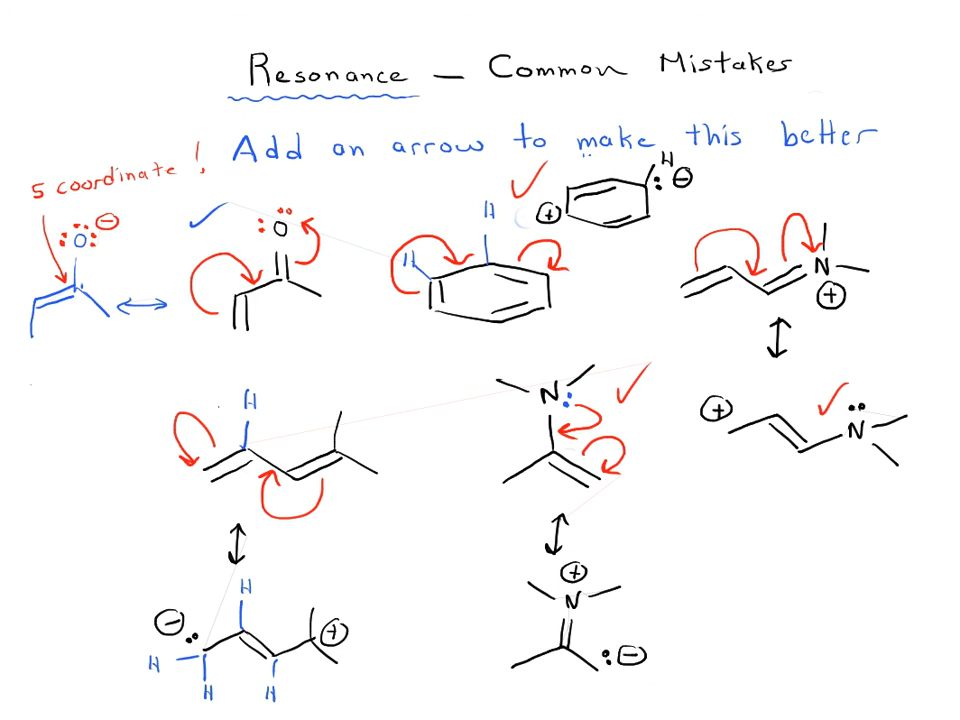 Resonance — Common Mistakes
Add an arrow to make this better
5 coordinate !
H
⊕ : ⊖
⊖
:O:
:O:
H
H
N
⊕
H
N:
⊕
N
H
⊕
N
⊖
⊕
H
H
H
:⊖